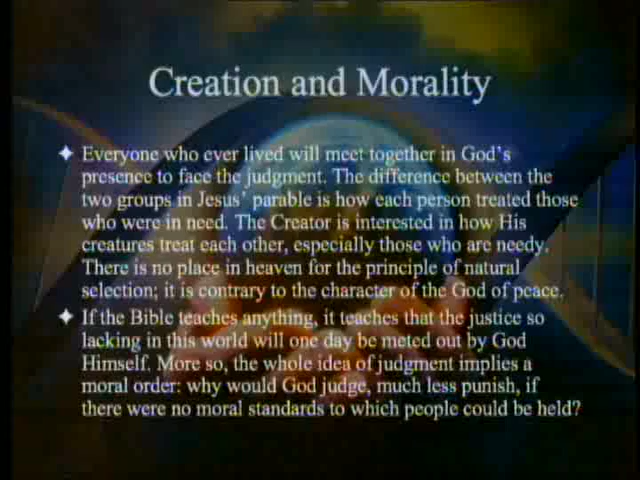 Creation and Morality
Everyone who ever lived will meet together in God's
presence to face the judgment. The difference between the
two groups in Jesus' parable is how each person treated those
who were in need. The Creator is interested in how His
creatures treat each other, especially those who are needy.
There is no place in heaven for the principle of natural
selection; it is contrary to the character of the God of peace.
If the Bible teaches anything, it teaches that the justice so
lacking in this world will one day be meted out by God
Himself. More so, the whole idea of judgment implies a
moral order: why would God judge, much less punish, if
there were no moral standards to which people could be held?